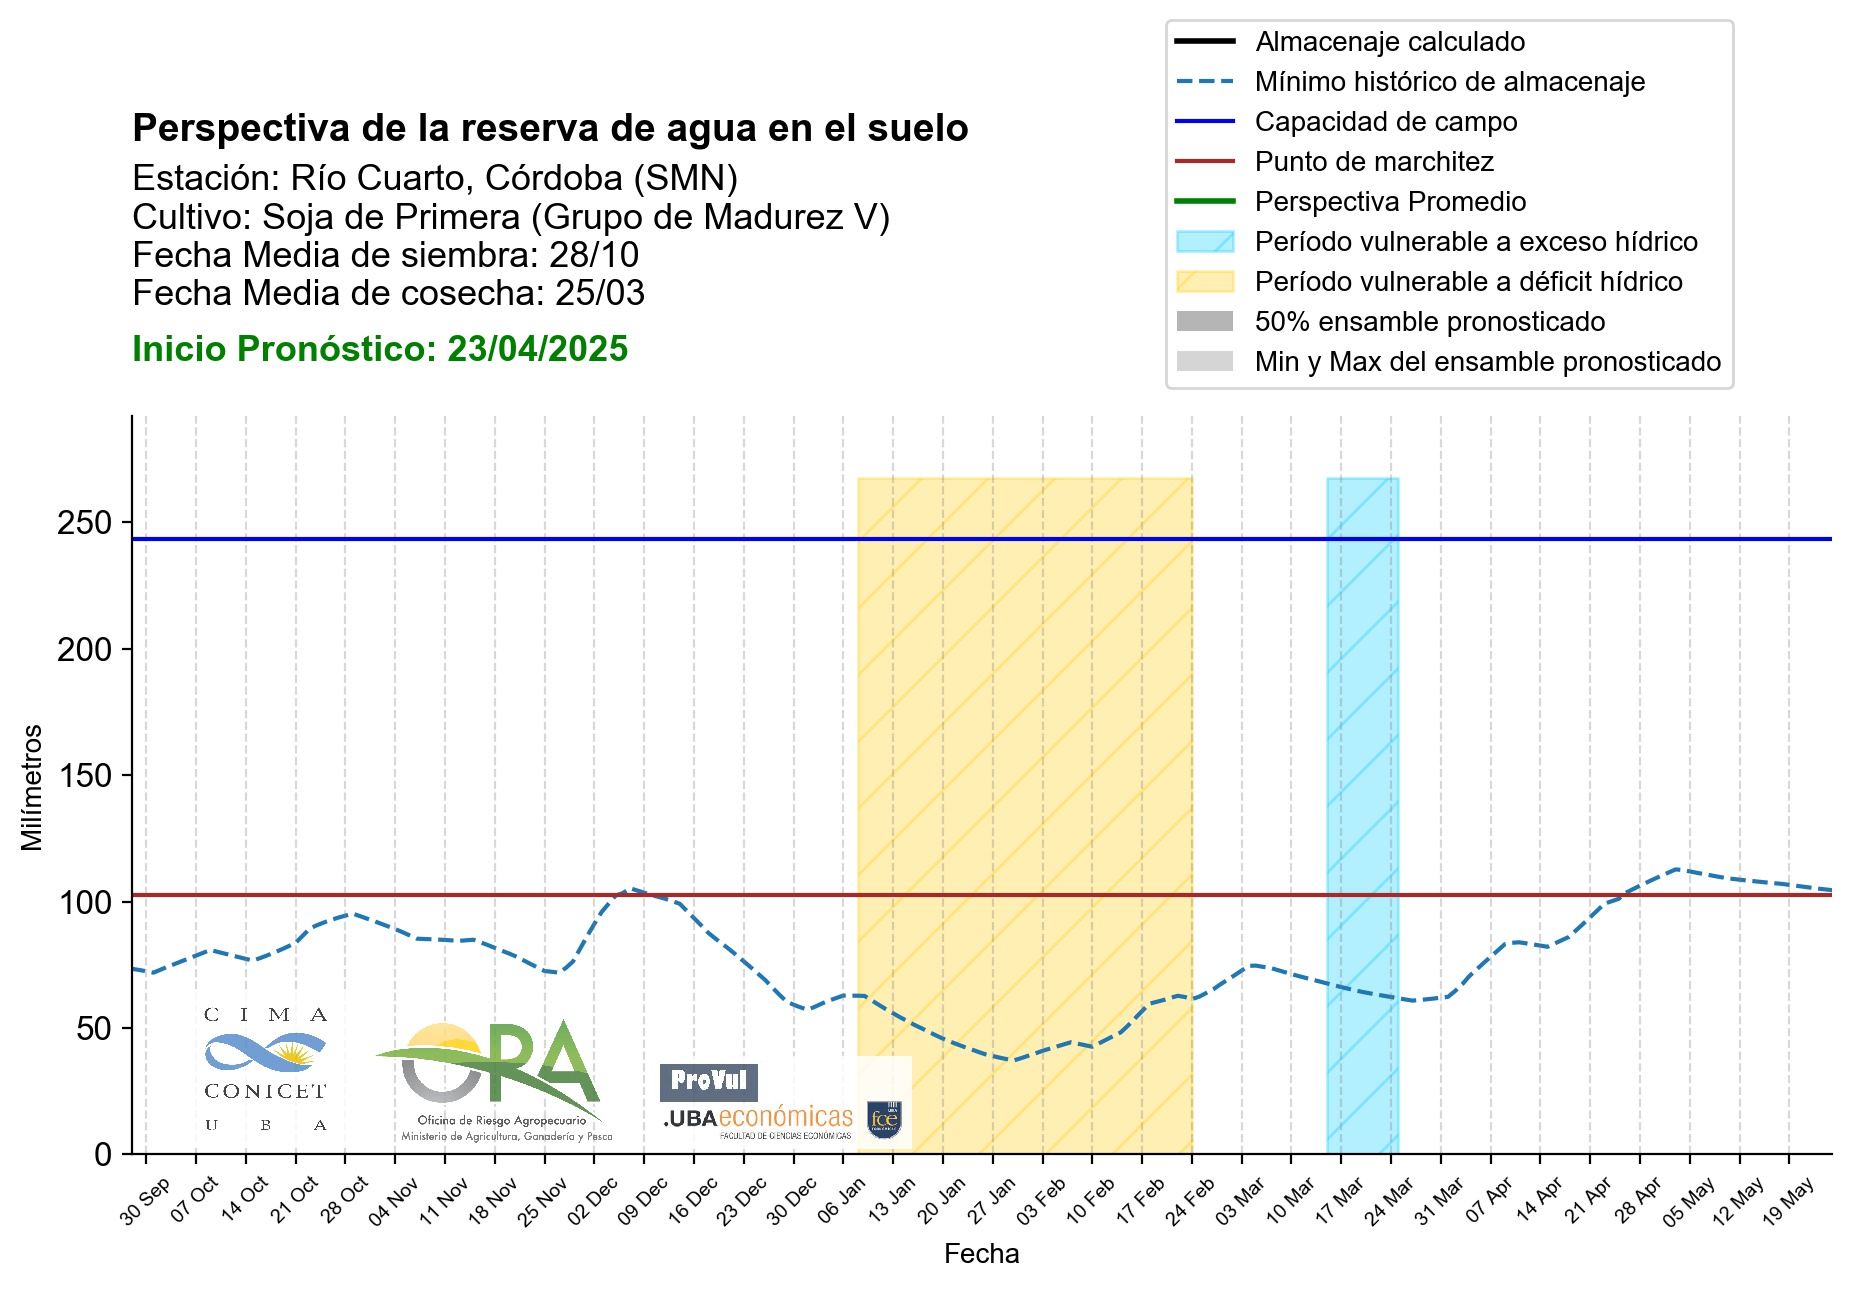 Almacenaje calculado
Mínimo histórico de almacenaje
Capacidad de campo
Punto de marchitez
Perspectiva Promedio
Período vulnerable a exceso hídrico
Período vulnerable a déficit hídrico
50% ensamble pronosticado
Min y Max del ensamble pronosticado
Perspectiva de la reserva de agua en el suelo
Estación: Río Cuarto, Córdoba (SMN)
Cultivo: Soja de Primera (Grupo de Madurez V)
Fecha Media de siembra: 28/10
Fecha Media de cosecha: 25/03
Inicio Pronóstico: 23/04/2025
Milímetros
250
200
150
100
50
0
CIMA
CONICET
UBA
ORA
Oficina de Riesgo Agropecuario
Ministerio de Agricultura, Ganadería y Pesca
ProVul
.UBAeconómicas
FACULTAD DE CIENCIAS ECONÓMICAS
fce
30 Sep
07 Oct
14 Oct
21 Oct
28 Oct
04 Nov
11 Nov
18 Nov
25 Nov
02 Dec
09 Dec
16 Dec
23 Dec
30 Dec
06 Jan
13 Jan
20 Jan
27 Jan
03 Feb
10 Feb
17 Feb
24 Feb
03 Mar
10 Mar
17 Mar
24 Mar
31 Mar
07 Apr
14 Apr
21 Apr
28 Apr
05 May
12 May
19 May
Fecha